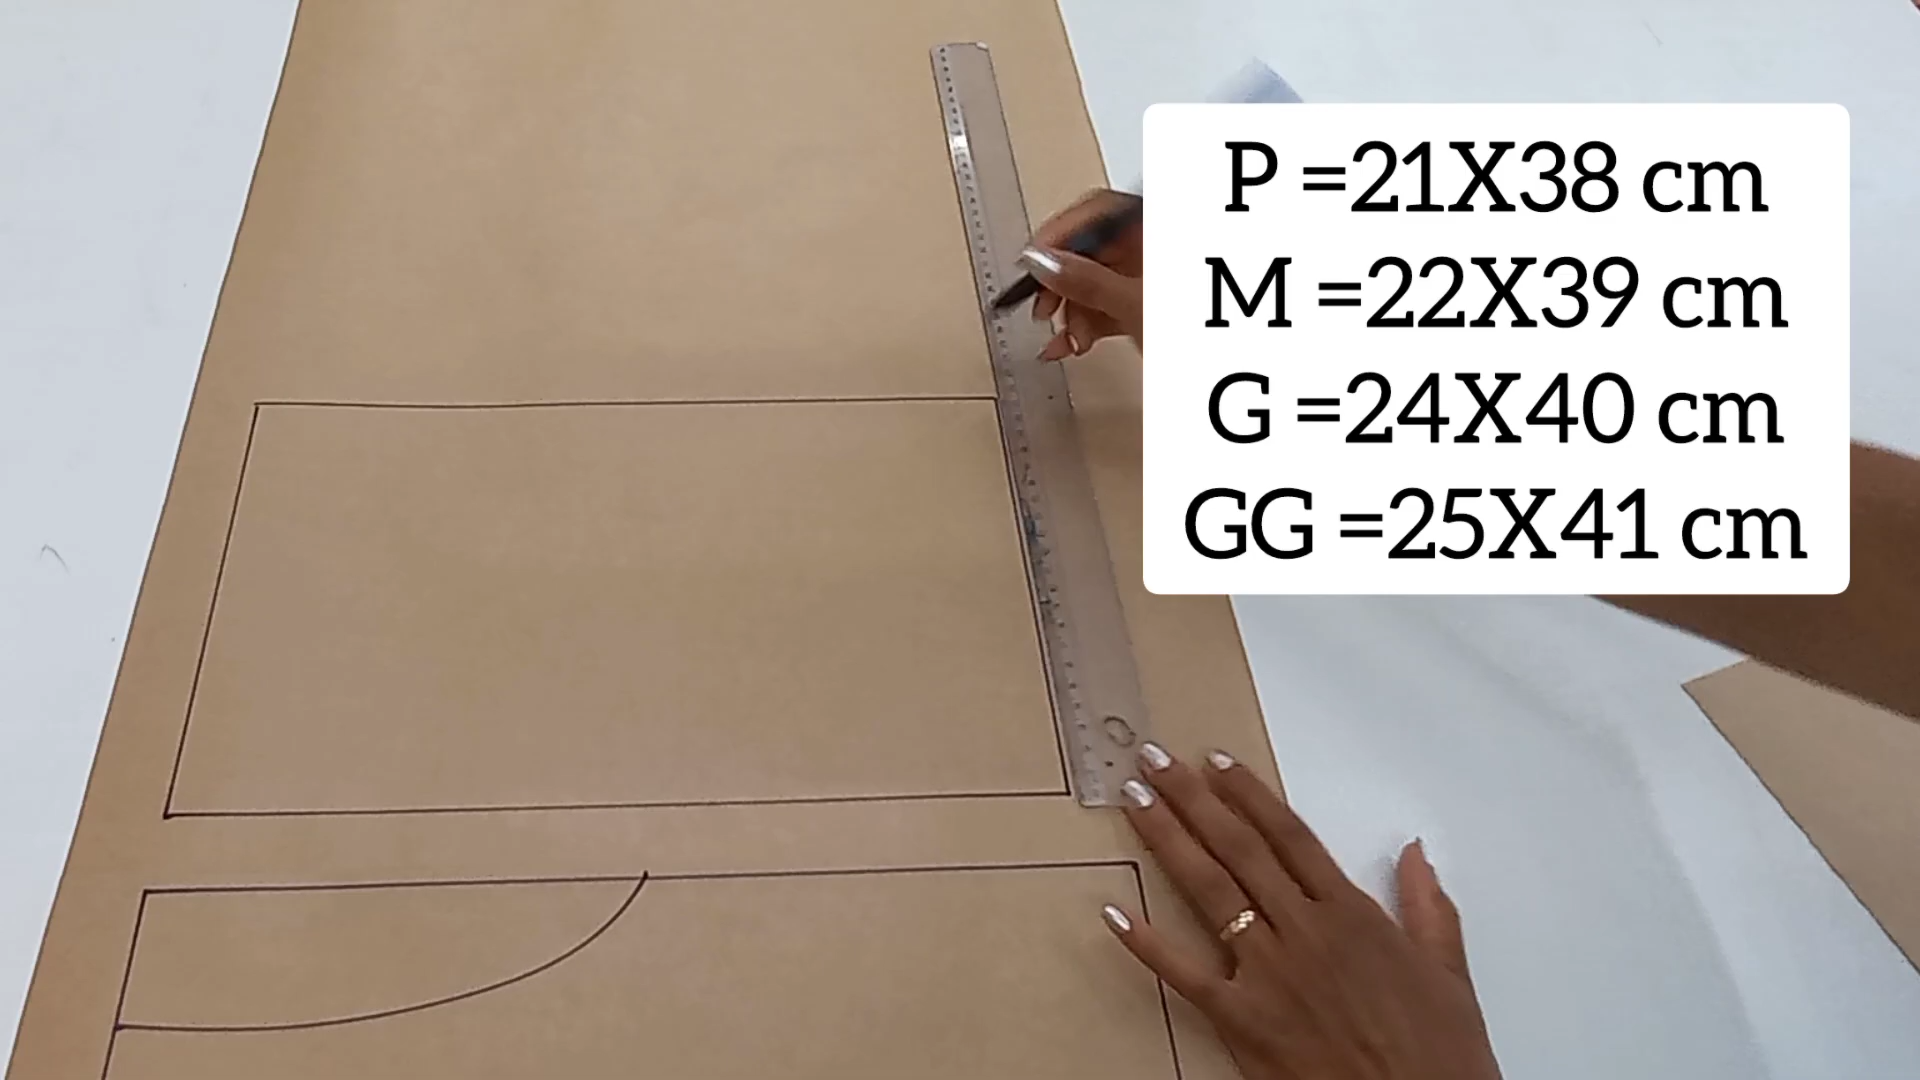 P =21X38 cm
M =22X39 cm
G =24X40 cm
GG =25X41 cm